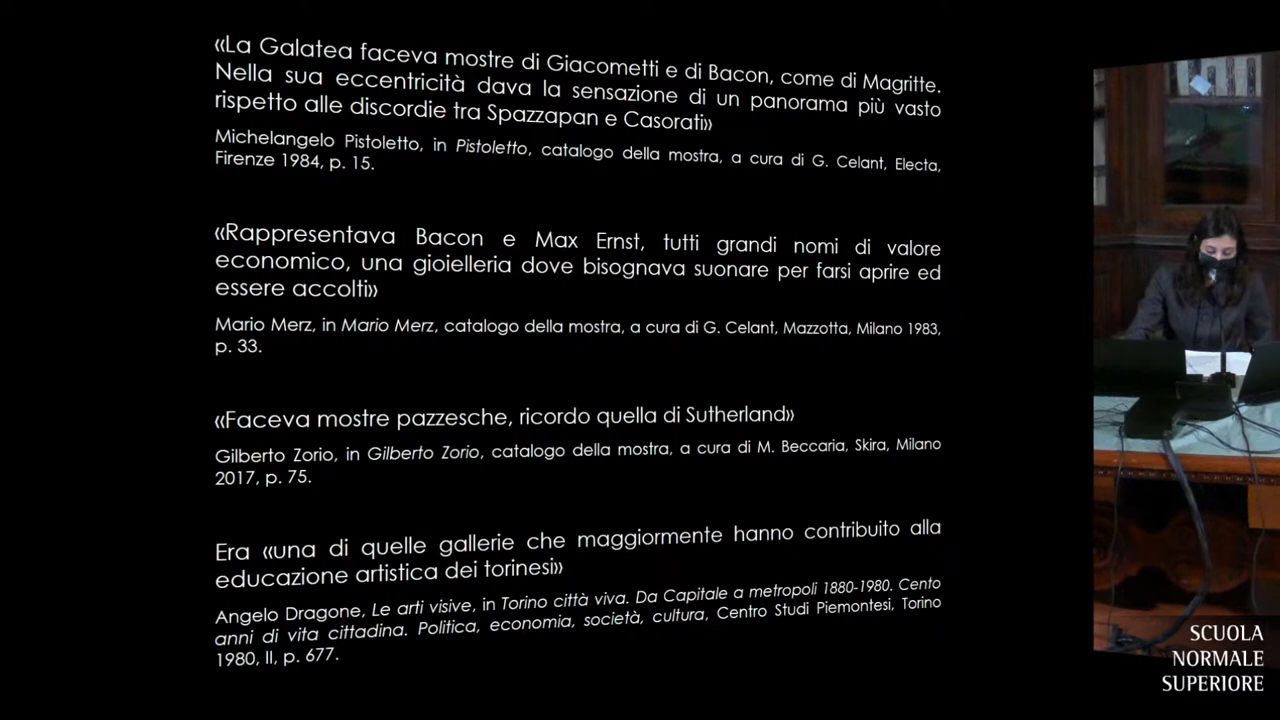 «La Galatea faceva mostre di Giacometti e di Bacon, come di Magritte.
Nella sua eccentricità dava la sensazione di un panorama più vasto
rispetto alle discordie tra Spazzapan e Casorati»
Michelangelo Pistoletto, in Pistoletto, catalogo della mostra, a cura di G. Celant, Electa,
Firenze 1984, p. 15.
«Rappresentava Bacon e Max Ernst, tutti grandi nomi di valore
economico, una gioielleria dove bisognava suonare per farsi aprire ed
essere accolti»
Mario Merz, in Mario Merz, catalogo della mostra, a cura di G. Celant, Mazzotta, Milano 1983,
p. 33.
«Faceva mostre pazzesche, ricordo quella di Sutherland»
Gilberto Zorio, in Gilberto Zorio, catalogo della mostra, a cura di M. Beccaria, Skira, Milano
2017, p. 75.
Era «una di quelle gallerie che maggiormente hanno contribuito alla
educazione artistica dei torinesi»
Angelo Dragone, Le arti visive, in Torino città viva. Da Capitale a metropoli 1880-1980. Cento
anni di vita cittadina. Politica, economia, società, cultura, Centro Studi Piemontesi, Torino
1980, II, p. 677.
SCUOLA
NORMALE
SUPERIORE